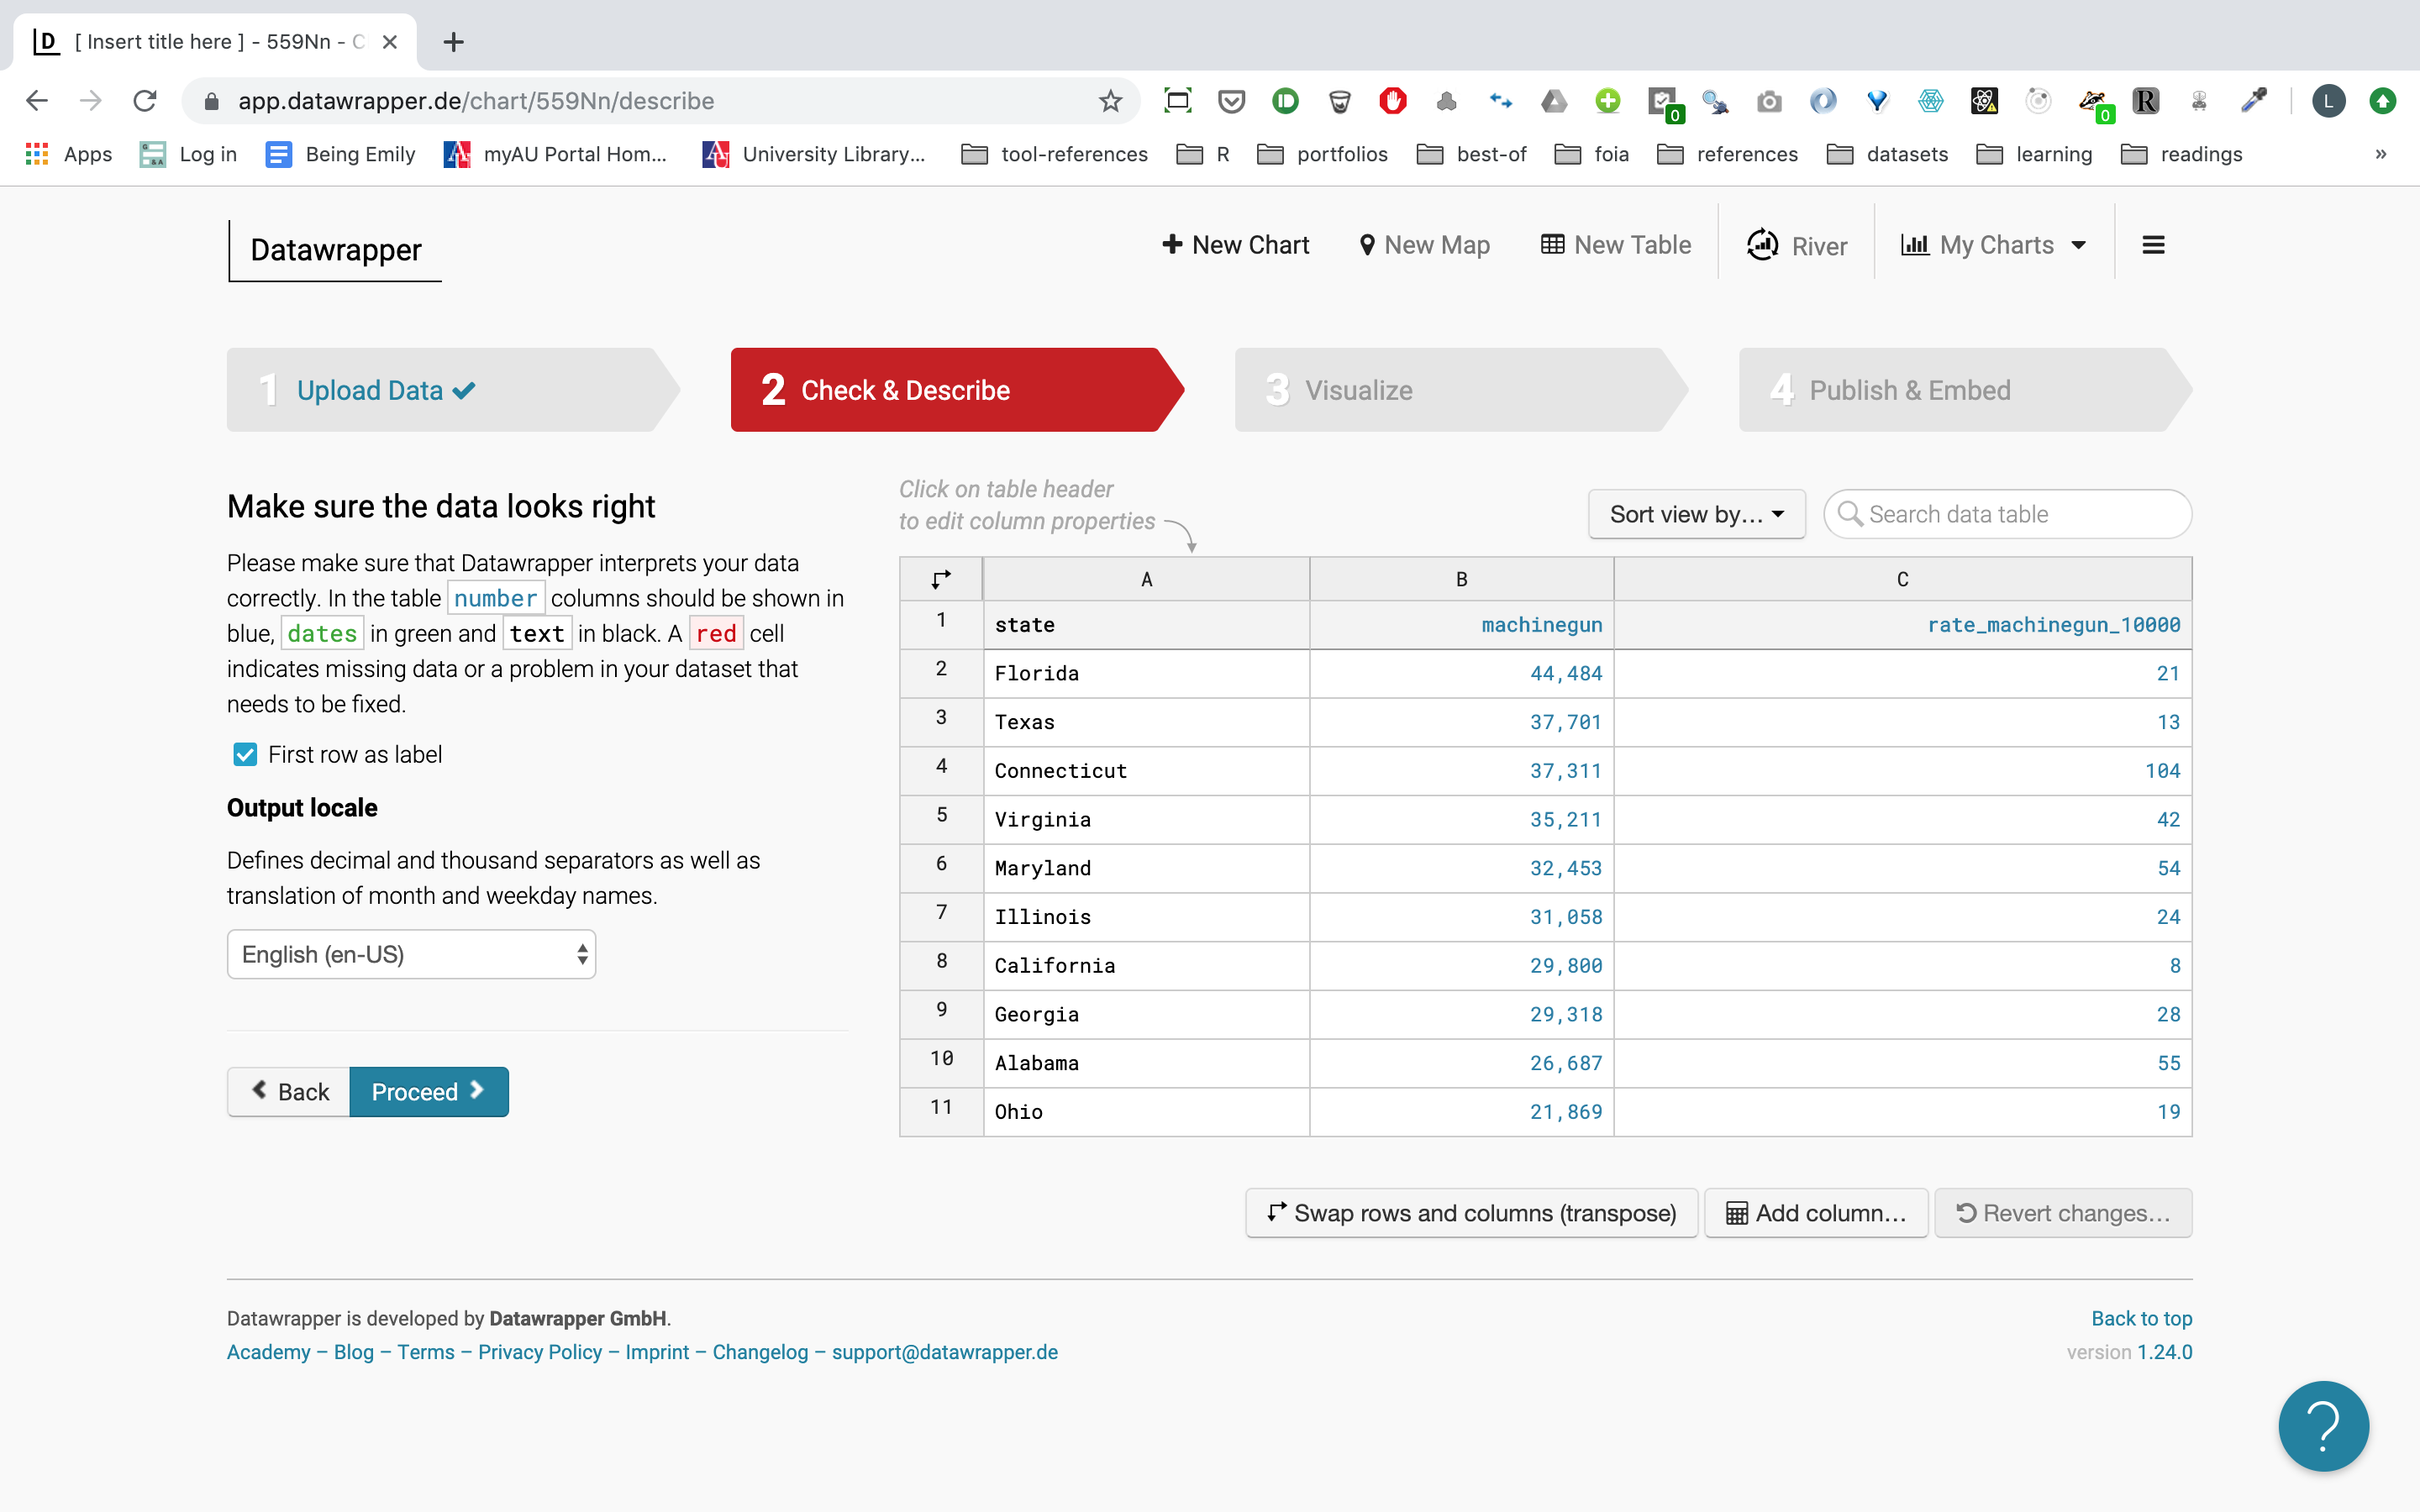 D [ Insert title here ] - 559Nn - C
app.datawrapper.de/chart/559Nn/describe
0
0
R
L
Apps
Log in
Being Emily
myAU Portal Hom...
University Library...
tool-references
R
portfolios
best-of
foia
references
datasets
learning
readings
»
Datawrapper
New Chart
New Map
New Table
River
My Charts
1 Upload Data
2 Check & Describe
3 Visualize
4 Publish & Embed
Make sure the data looks right
Please make sure that Datawrapper interprets your data
correctly. In the table number columns should be shown in
blue, dates in green and text in black. A red cell
indicates missing data or a problem in your dataset that
needs to be fixed.
First row as label
Output locale
Defines decimal and thousand separators as well as
translation of month and weekday names.
English (en-US)
Back
Proceed
Click on table header
to edit column properties
Sort view by...
Search data table
A B C
1 state machinegun rate_machinegun_10000
2 Florida 44,484 21
3 Texas 37,701 13
4 Connecticut 37,311 104
5 Virginia 35,211 42
6 Maryland 32,453 54
7 Illinois 31,058 24
8 California 29,800 8
9 Georgia 29,318 28
10 Alabama 26,687 55
11 Ohio 21,869 19
Swap rows and columns (transpose)
Add column...
Revert changes...
Datawrapper is developed by Datawrapper GmbH.
Academy – Blog – Terms – Privacy Policy – Imprint – Changelog – support@datawrapper.de
Back to top
version 1.24.0
?